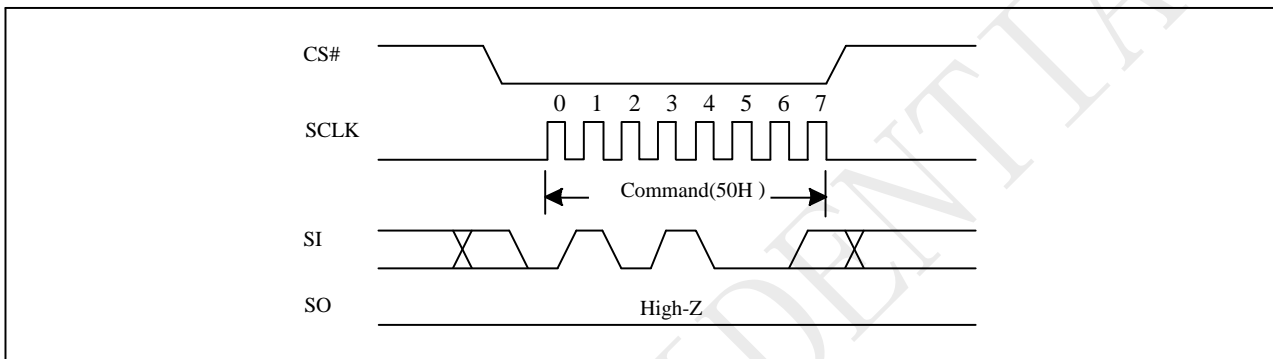 CS#
0 1 2 3 4 5 6 7
SCLK
Command(50H )
SI
SO
High-Z